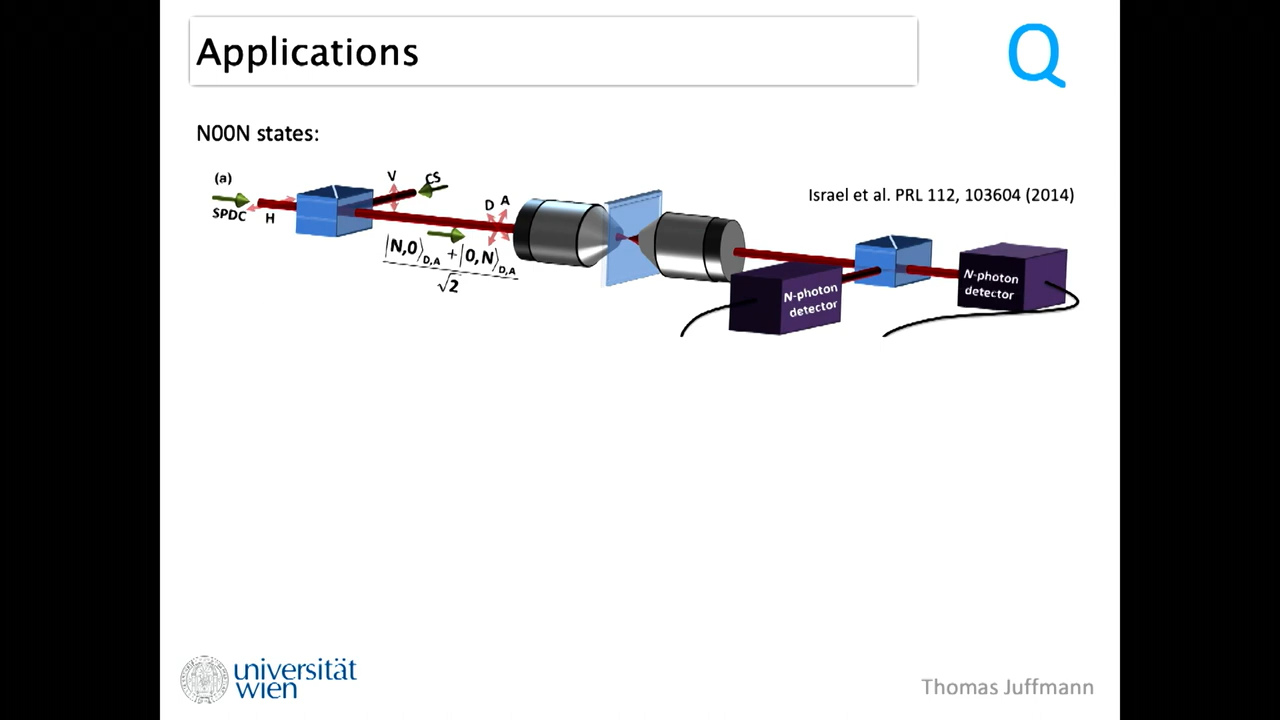 Applications
Q
N00N states:
(a)
V
CS
Israel et al. PRL 112, 103604 (2014)
SPDC
H
D A
|N,0⟩D,A + |0,N⟩D,A
√2
N-photon
detector
N-photon
detector
universität
wien
Thomas Juffmann